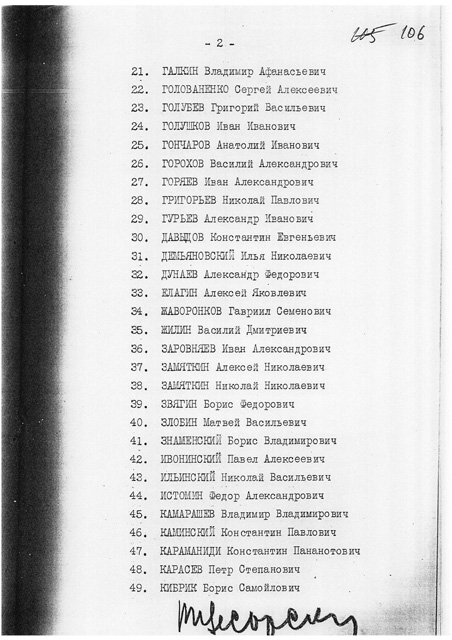 - 2 -
106
21. ГАЛКИН Владимир Афанасьевич
22. ГОЛОВАНЕНКО Сергей Алексеевич
23. ГОЛУБЕВ Григорий Васильевич
24. ГОЛУШКОВ Иван Иванович
25. ГОНЧАРОВ Анатолий Иванович
26. ГОРОХОВ Василий Александрович
27. ГОРЯЕВ Иван Александрович
28. ГРИГОРЬЕВ Николай Павлович
29. ГУРЬЕВ Александр Иванович
30. ДАВЫДОВ Константин Евгеньевич
31. ДЕМЬЯНОВСКИЙ Илья Николаевич
32. ДУНАЕВ Александр Федорович
33. ЕЛАГИН Алексей Яковлевич
34. ЖАВОРОНКОВ Гавриил Семенович
35. ЖИЛИН Василий Дмитриевич
36. ЗАРОВНЯЕВ Иван Александрович
37. ЗАМЯТКИН Алексей Николаевич
38. ЗАМЯТКИН Николай Николаевич
39. ЗВЯГИН Борис Федорович
40. ЗЛОБИН Матвей Васильевич
41. ЗНАМЕНСКИЙ Борис Владимирович
42. ИВОНИНСКИЙ Павел Алексеевич
43. ИЛЬИНСКИЙ Николай Васильевич
44. ИСТОМИН Федор Александрович
45. КАМАРАШЕВ Владимир Владимирович
46. КАМИНСКИЙ Константин Павлович
47. КАРАМАНИДИ Константин Пананотович
48. КАРАСЕВ Петр Степанович
49. КИБРИК Борис Самойлович